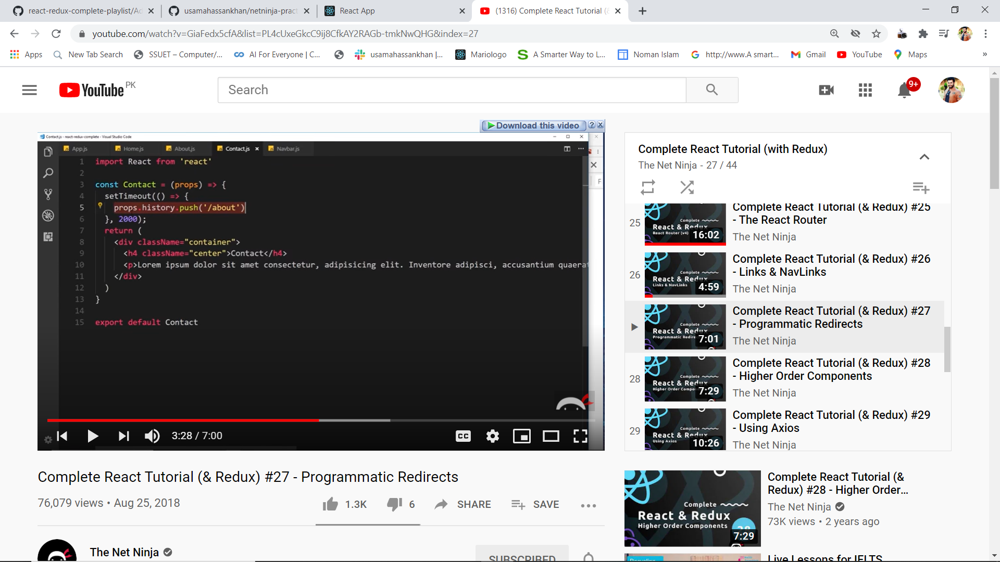 react-redux-complete-playlist/Ad
usamahassankhan/netninja-pract
React App
(1316) Complete React Tutorial (&
youtube.com/watch?v=GiaFedx5cfA&list=PL4cUxeGkcC9ij8CfkAY2RAGb-tmkNwQHG&index=27
Apps
New Tab Search
SSUET – Computer/...
AI For Everyone | C...
usamahassankhan |...
Mariologo
A Smarter Way to L...
Noman Islam
http://www.A smart...
Gmail
YouTube
Maps
»
YouTube PK
Search
9+
Download this video
Contact.js - react-redux-complete - Visual Studio Code
App.js
Home.js
About.js
Contact.js
Navbar.js
1 import React from 'react'
2
3 const Contact = (props) => {
4 setTimeout(() => {
5 props.history.push('/about')
6 }, 2000);
7 return (
8 <div className="container">
9 <h4 className="center">Contact</h4>
10 <p>Lorem ipsum dolor sit amet consectetur, adipisicing elit. Inventore adipisci, accusantium quaerat
11 </div>
12 )
13 }
14
15 export default Contact
3:28 / 7:00
CC
Complete React Tutorial (& Redux) #27 - Programmatic Redirects
76,079 views • Aug 25, 2018
1.3K
6
SHARE
SAVE
The Net Ninja
SUBSCRIBED
Complete React Tutorial (with Redux)
The Net Ninja - 27 / 44
25
Complete
React & Redux
React Router (v4)
16:02
Complete React Tutorial (& Redux) #25
- The React Router
The Net Ninja
26
Complete
React & Redux
Links & NavLinks
4:59
Complete React Tutorial (& Redux) #26
- Links & NavLinks
The Net Ninja
Complete
React & Redux
Programmatic Redire
7:01
Complete React Tutorial (& Redux) #27
- Programmatic Redirects
The Net Ninja
28
Complete
React & Redux
Higher Order Compo
7:29
Complete React Tutorial (& Redux) #28
- Higher Order Components
The Net Ninja
29
Complete
React & Redux
Using Axios
10:26
Complete React Tutorial (& Redux) #29
- Using Axios
The Net Ninja
Complete
React & Redux
Higher Order Components
28
7:29
Complete React Tutorial (&
Redux) #28 - Higher Order...
The Net Ninja
73K views • 2 years ago
Live Lessons for IELTS